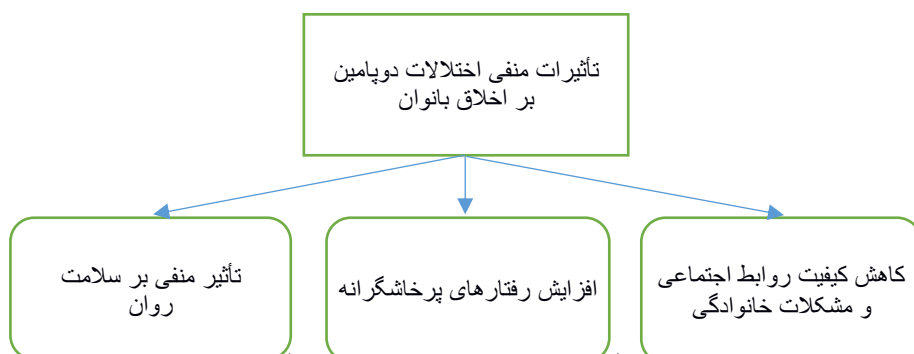 تأثیرات منفی اختلالات دوپامین
بر اخلاق بانوان
کاهش کیفیت روابط اجتماعی
و مشکلات خانوادگی
افزایش رفتارهای پرخاشگرانه
تأثیر منفی بر سلامت
روان